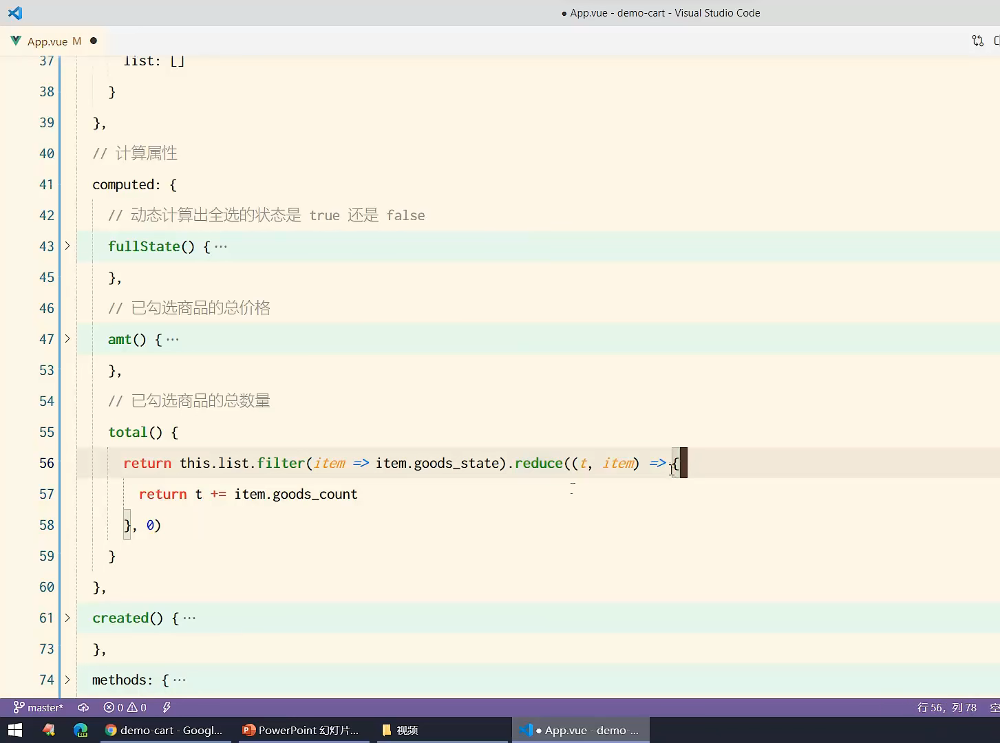 ● App.vue - demo-cart - Visual Studio Code
App.vue M ●
37 list: []
38 }
39 },
40 // 计算属性
41 computed: {
42 // 动态计算出全选的状态是 true 还是 false
43 fullState() {···
45 },
46 // 已勾选商品的总价格
47 amt() {···
53 },
54 // 已勾选商品的总数量
55 total() {
56 return this.list.filter(item => item.goods_state).reduce((t, item) => {
57 return t += item.goods_count
58 }, 0)
59 }
60 },
61 created() {···
73 },
74 methods: {···
master* 0 0 行 56，列 78 空
demo-cart - Googl... PowerPoint 幻灯片... 视频 ● App.vue - demo-...